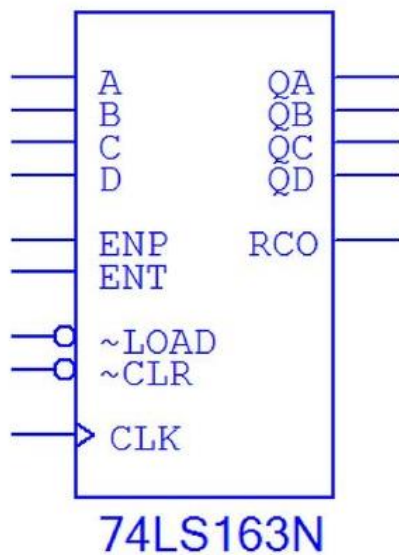 A QA
B QB
C QC
D QD
ENP RCO
ENT
~LOAD
~CLR
CLK
74LS163N